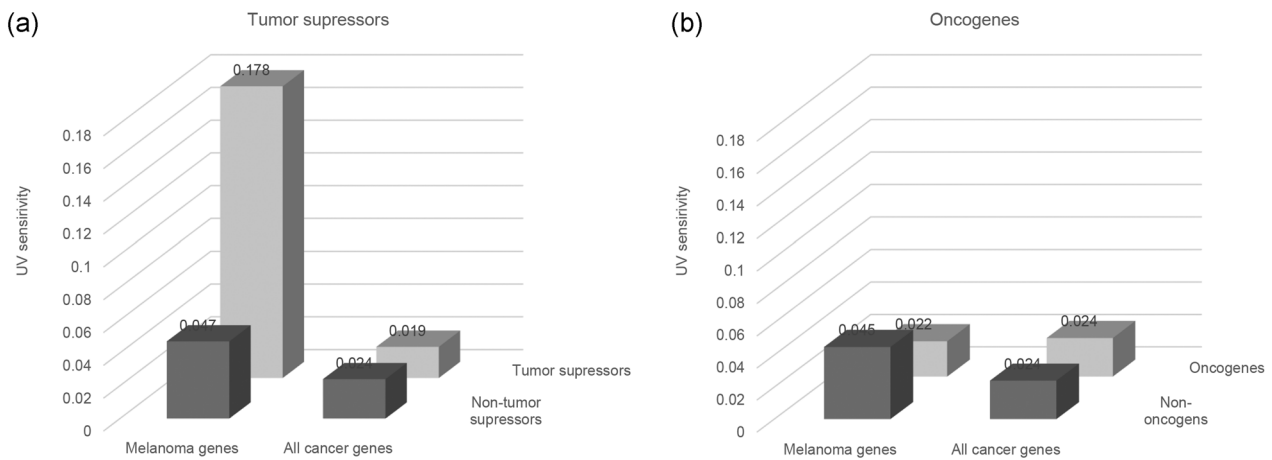 (a)
Tumor supressors
0.178
0.18
0.16
0.14
0.12
0.1
0.08
0.06
0.04
0.02
0
UV sensirivity
0.047
0.019
0.024
Tumor supressors
Non-tumor
supressors
Melanoma genes
All cancer genes
(b)
Oncogenes
0.18
0.16
0.14
0.12
0.1
0.08
0.06
0.04
0.02
0
UV sensirivity
0.045
0.022
0.024
0.024
Oncogenes
Non-
oncogens
Melanoma genes
All cancer genes